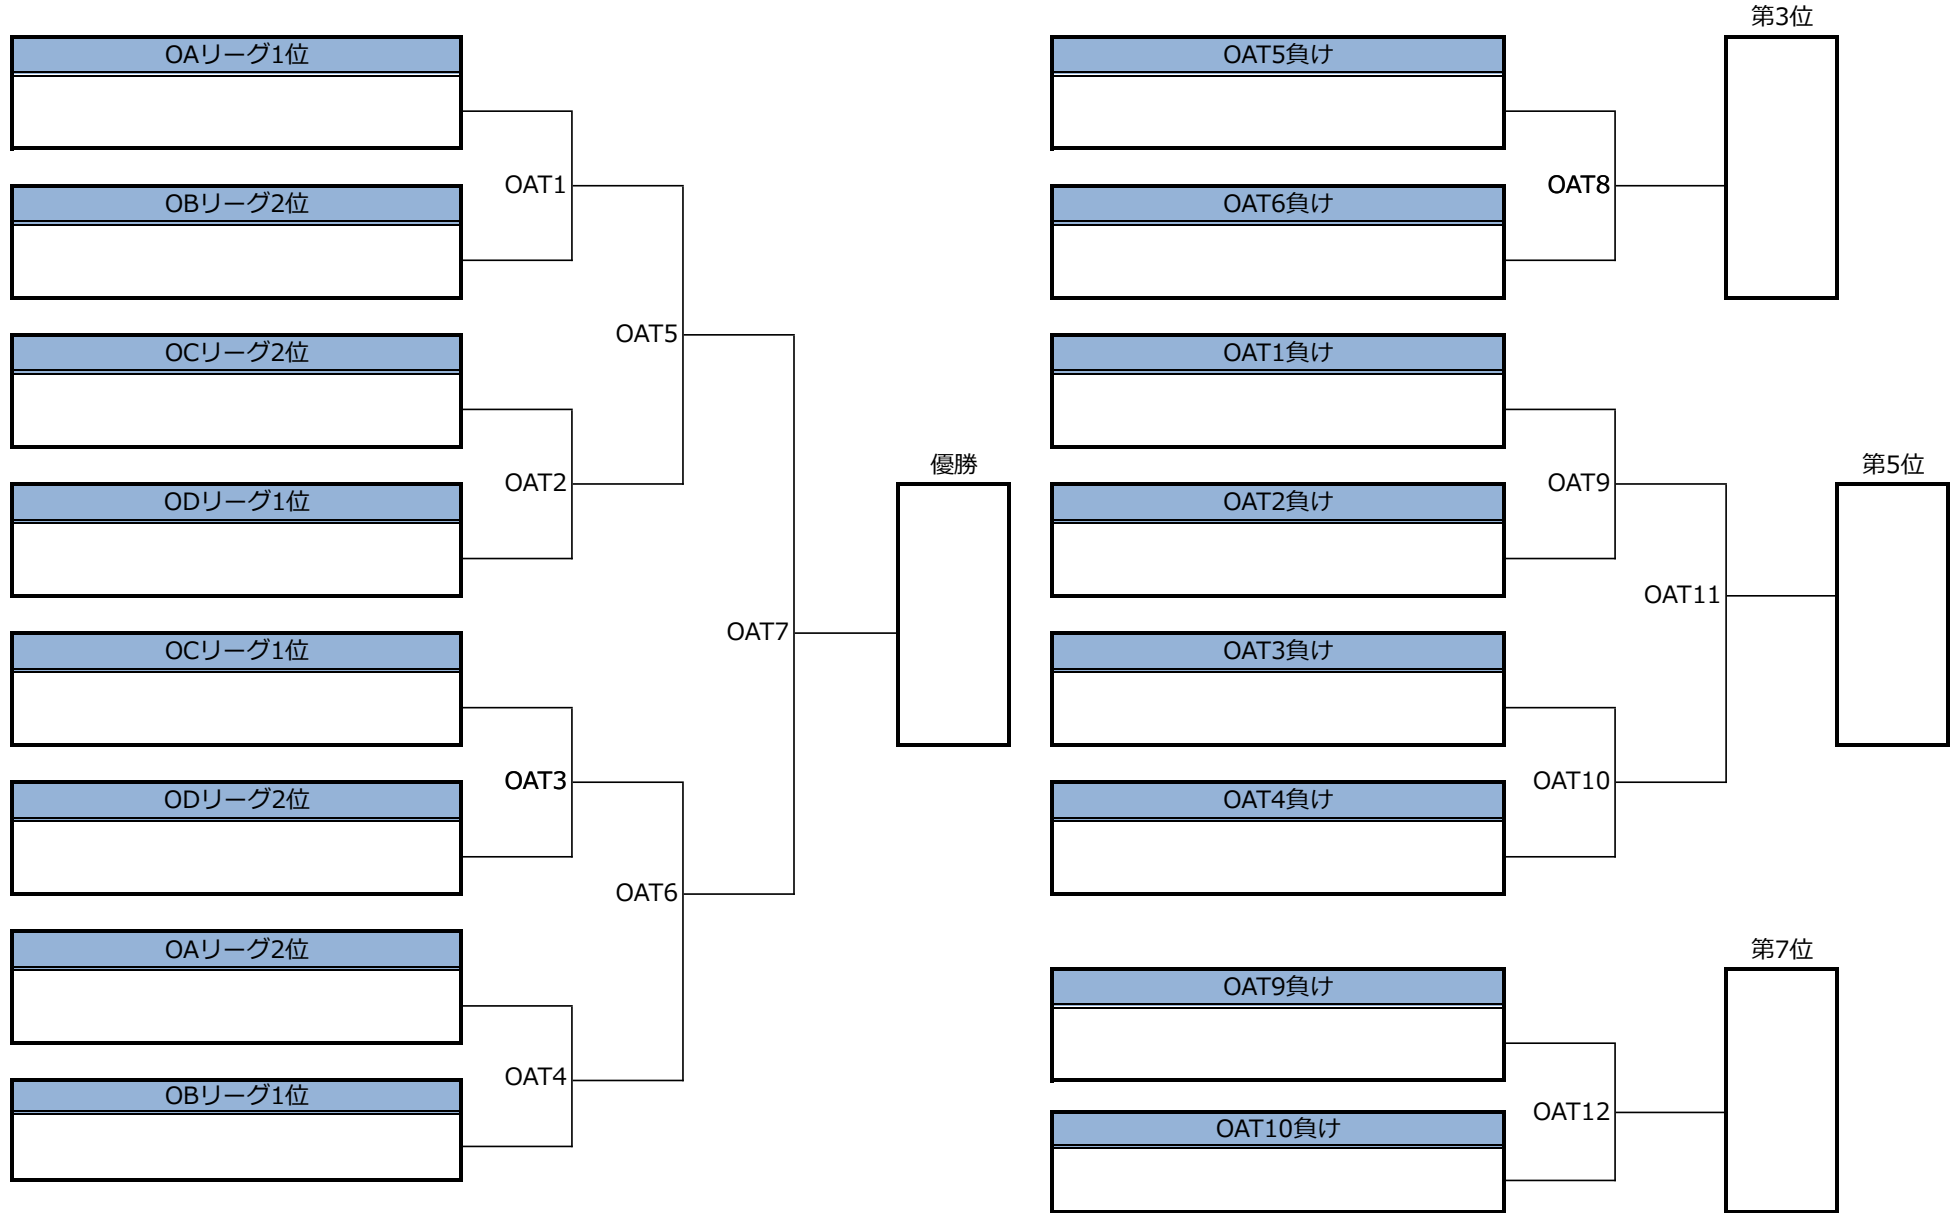 OAリーグ1位
OAT1
OBリーグ2位
OAT5
OCリーグ2位
OAT2
ODリーグ1位
優勝
OAT7
OCリーグ1位
OAT3
ODリーグ2位
OAT6
OAリーグ2位
OAT4
OBリーグ1位
第3位
OAT5負け
OAT8
OAT6負け
OAT1負け
OAT9
OAT2負け
第5位
OAT11
OAT3負け
OAT10
OAT4負け
第7位
OAT9負け
OAT12
OAT10負け